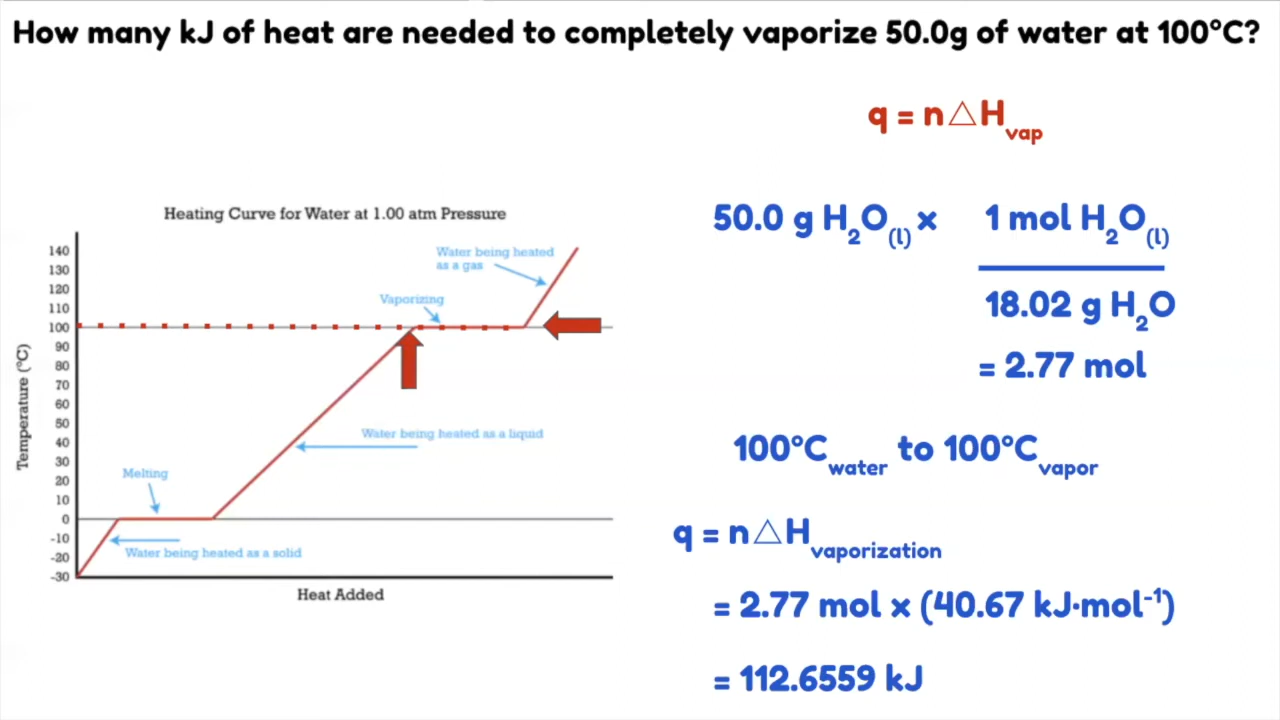 How many kJ of heat are needed to completely vaporize 50.0g of water at 100°C?
q = n△Hvap
Heating Curve for Water at 1.00 atm Pressure
Temperature (°C)
140
130
120
110
100
90
80
70
60
50
40
30
20
10
0
-10
-20
-30
Water being heated
as a gas
Vaporizing
Water being heated as a liquid
Melting
Water being heated as a solid
Heat Added
50.0 g H2O(l) x 1 mol H2O(l)
18.02 g H2O
= 2.77 mol
100°Cwater to 100°Cvapor
q = n△Hvaporization
= 2.77 mol x (40.67 kJ·mol⁻¹)
= 112.6559 kJ